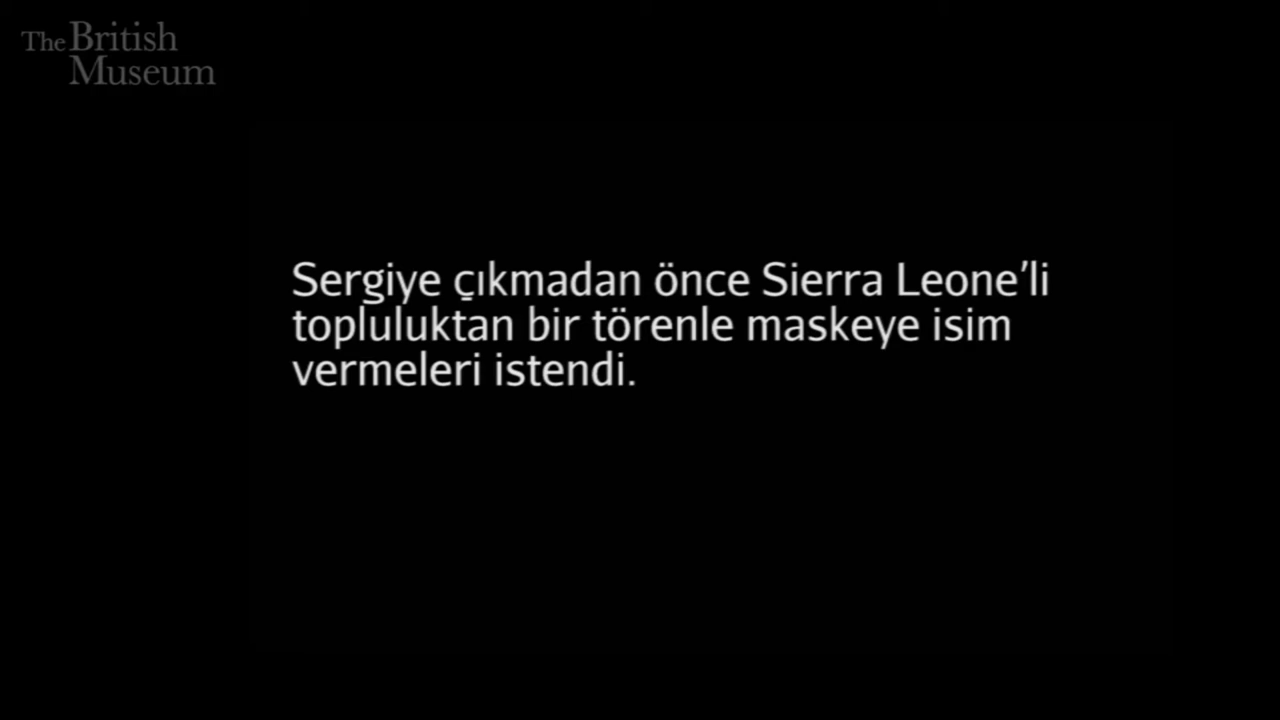 The British
Museum
Sergiye çıkmadan önce Sierra Leone’li
topluluktan bir törenle maskeye isim
vermeleri istendi.